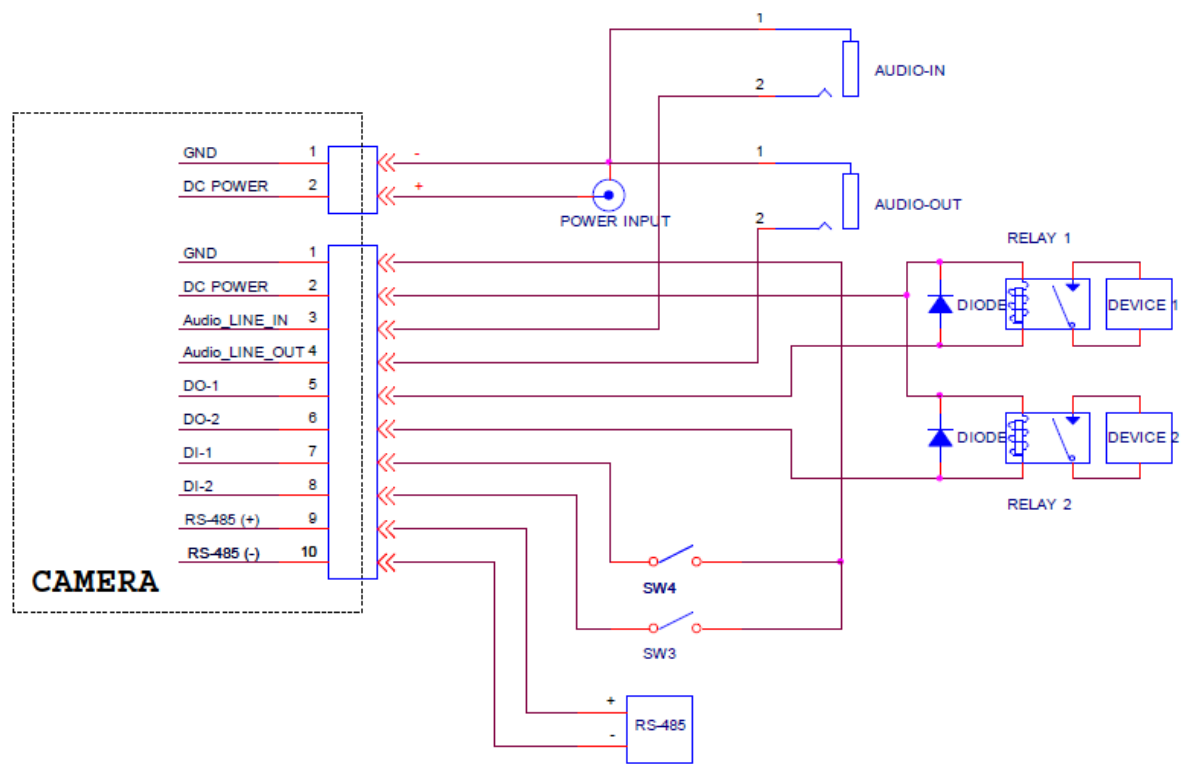 1
AUDIO-IN
2
GND 1 -
1
DC POWER 2 +
AUDIO-OUT
POWER INPUT
2
RELAY 1
GND 1
DC POWER 2
DIODE
DEVICE 1
Audio_LINE_IN 3
Audio_LINE_OUT 4
DO-1 5
DO-2 6
DIODE
DEVICE 2
DI-1 7
DI-2 8
RELAY 2
RS-485 (+) 9
RS-485 (-) 10
CAMERA
SW4
SW3
+
RS-485
-